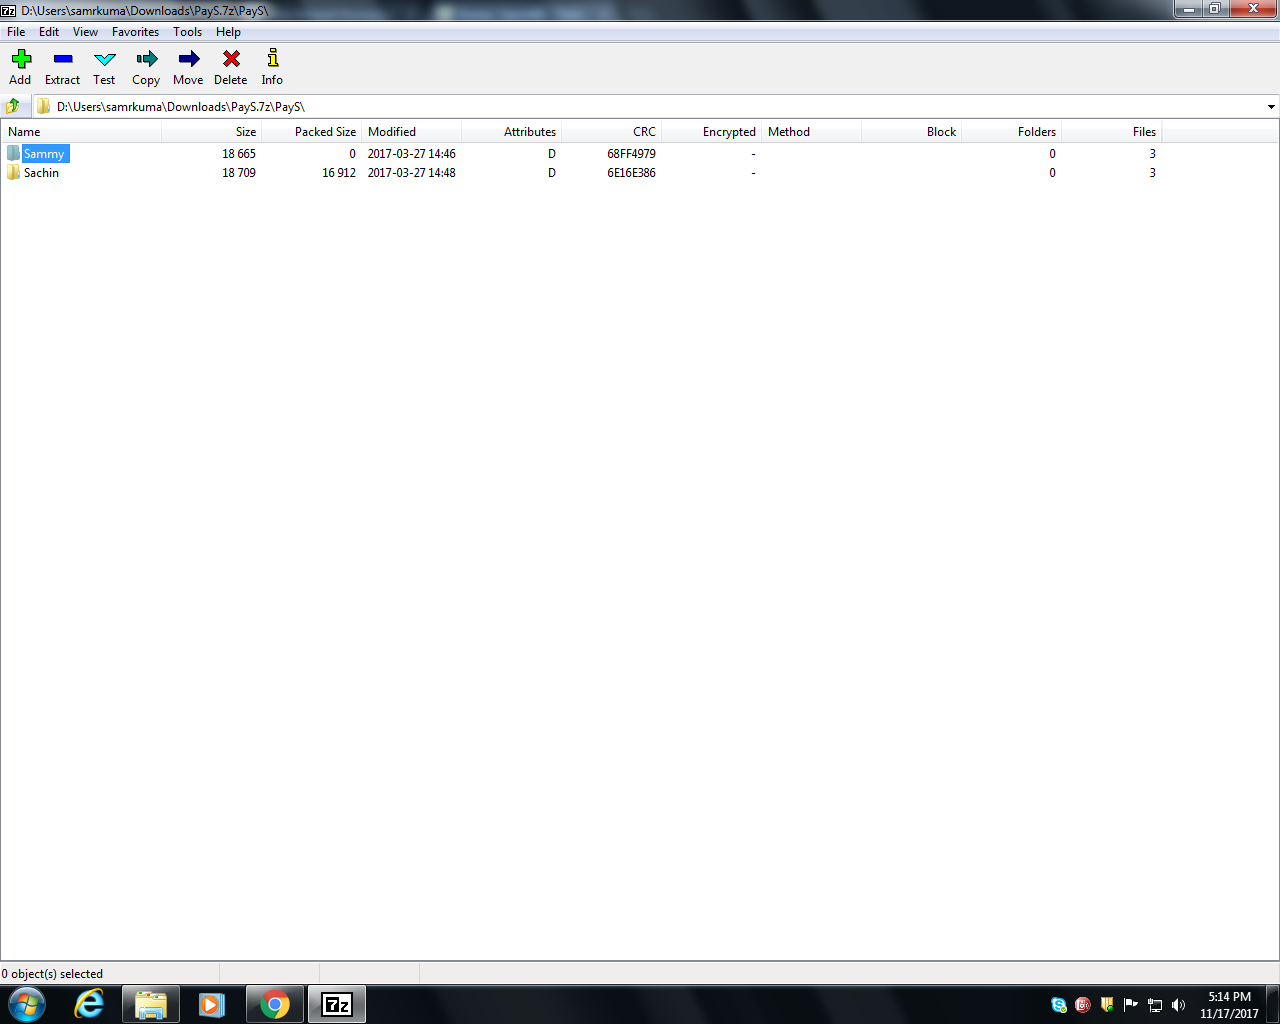 7z D:\Users\samrkuma\Downloads\PayS.7z\PayS\
File Edit View Favorites Tools Help
Add Extract Test Copy Move Delete Info
D:\Users\samrkuma\Downloads\PayS.7z\PayS\
Name Size Packed Size Modified Attributes CRC Encrypted Method Block Folders Files
Sammy 18 665 0 2017-03-27 14:46 D 68FF4979 - 0 3
Sachin 18 709 16 912 2017-03-27 14:48 D 6E16E386 - 0 3
0 object(s) selected
7z
5:14 PM
11/17/2017